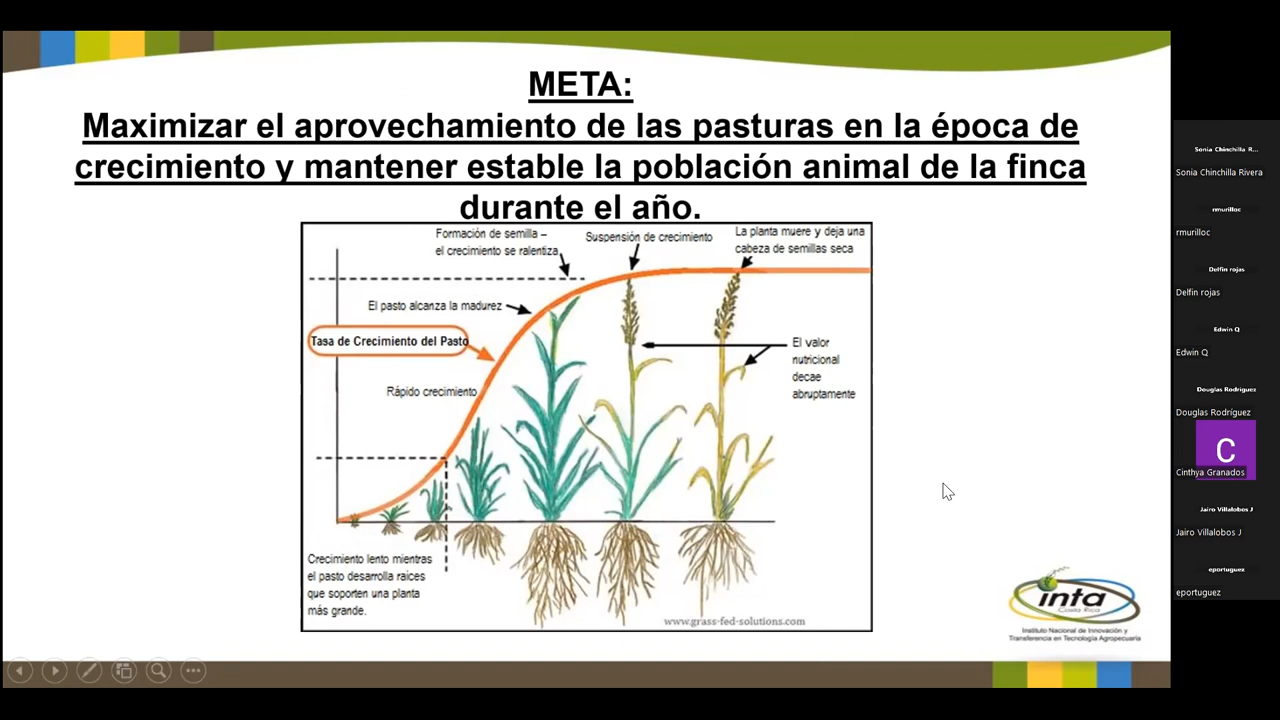 META:
Maximizar el aprovechamiento de las pasturas en la época de
crecimiento y mantener estable la población animal de la finca
durante el año.
Formación de semilla –
el crecimiento se ralentiza
Suspensión de crecimiento
La planta muere y deja una
cabeza de semillas seca
El pasto alcanza la madurez
Tasa de Crecimiento del Pasto
Rápido crecimiento
El valor
nutricional
decae
abruptamente
Crecimiento lento mientras
el pasto desarrolla raíces
que soporten una planta
más grande.
www.grass-fed-solutions.com
inta
Costa Rica
Instituto Nacional de Innovación y
Transferencia en Tecnología Agropecuaria
Sonia Chinchilla R...
Sonia Chinchilla Rivera
rmurilloc
rmurilloc
Delfin rojas
Delfin rojas
Edwin Q
Edwin Q
Douglas Rodríguez
Douglas Rodríguez
C
Cinthya Granados
Jairo Villalobos J
Jairo Villalobos J
eportuguez
eportuguez